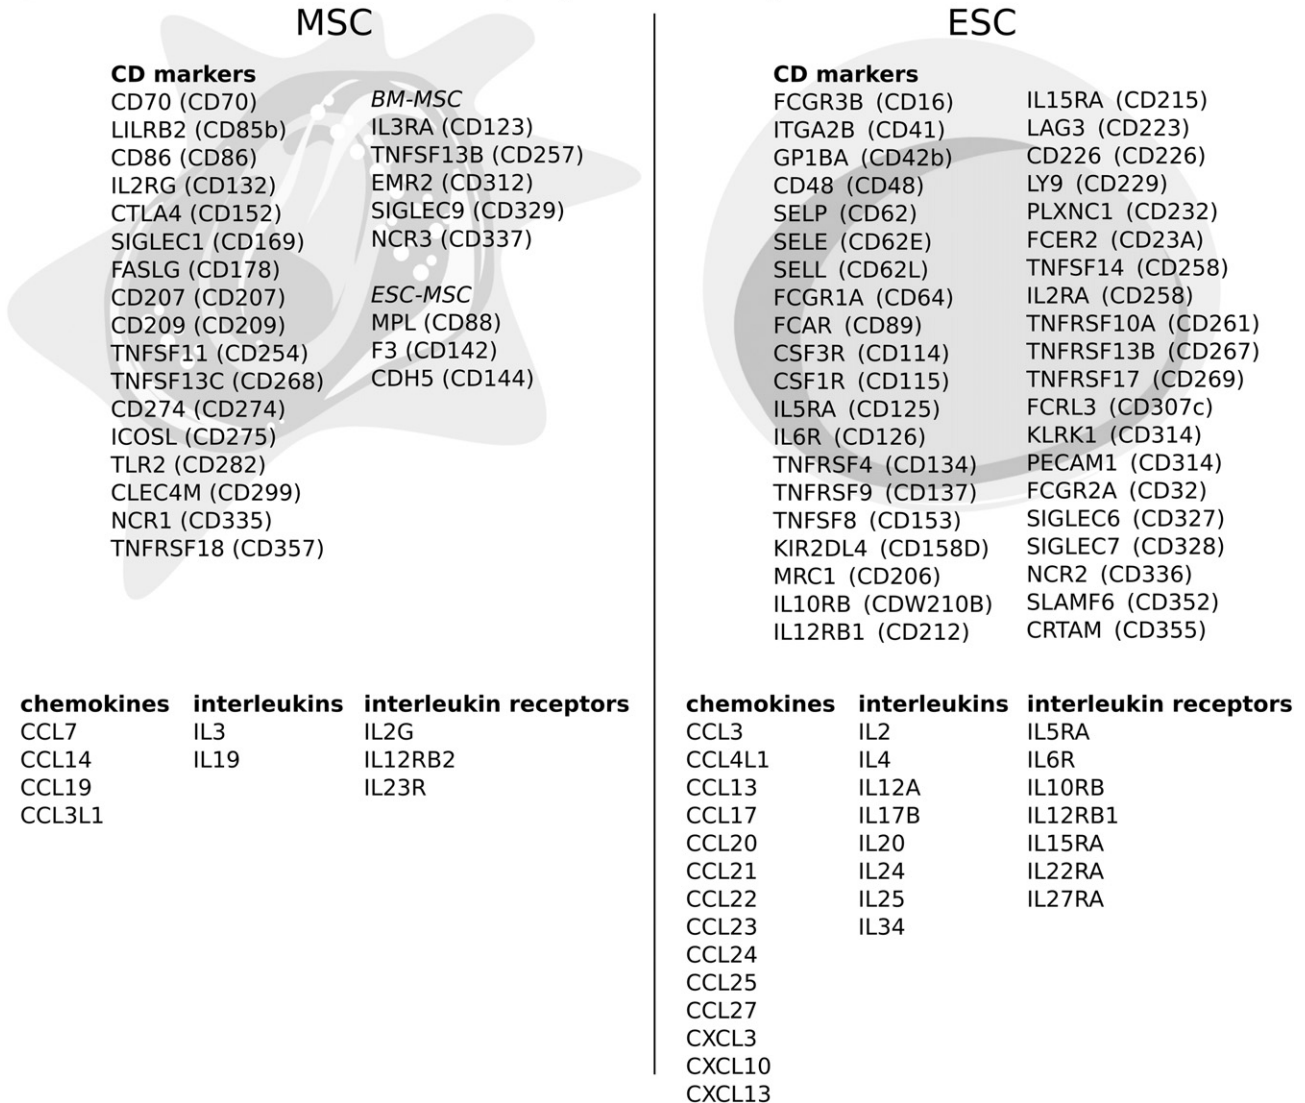 MSC
CD markers
CD70 (CD70)
LILRB2 (CD85b)
CD86 (CD86)
IL2RG (CD132)
CTLA4 (CD152)
SIGLEC1 (CD169)
FASLG (CD178)
CD207 (CD207)
CD209 (CD209)
TNFSF11 (CD254)
TNFSF13C (CD268)
CD274 (CD274)
ICOSL (CD275)
TLR2 (CD282)
CLEC4M (CD299)
NCR1 (CD335)
TNFRSF18 (CD357)
BM-MSC
IL3RA (CD123)
TNFSF13B (CD257)
EMR2 (CD312)
SIGLEC9 (CD329)
NCR3 (CD337)
ESC-MSC
MPL (CD88)
F3 (CD142)
CDH5 (CD144)
chemokines
CCL7
CCL14
CCL19
CCL3L1
interleukins
IL3
IL19
interleukin receptors
IL2G
IL12RB2
IL23R
ESC
CD markers
FCGR3B (CD16)
ITGA2B (CD41)
GP1BA (CD42b)
CD48 (CD48)
SELP (CD62)
SELE (CD62E)
SELL (CD62L)
FCGR1A (CD64)
FCAR (CD89)
CSF3R (CD114)
CSF1R (CD115)
IL5RA (CD125)
IL6R (CD126)
TNFRSF4 (CD134)
TNFRSF9 (CD137)
TNFSF8 (CD153)
KIR2DL4 (CD158D)
MRC1 (CD206)
IL10RB (CDW210B)
IL12RB1 (CD212)
IL15RA (CD215)
LAG3 (CD223)
CD226 (CD226)
LY9 (CD229)
PLXNC1 (CD232)
FCER2 (CD23A)
TNFSF14 (CD258)
IL2RA (CD258)
TNFRSF10A (CD261)
TNFRSF13B (CD267)
TNFRSF17 (CD269)
FCRL3 (CD307c)
KLRK1 (CD314)
PECAM1 (CD314)
FCGR2A (CD32)
SIGLEC6 (CD327)
SIGLEC7 (CD328)
NCR2 (CD336)
SLAMF6 (CD352)
CRTAM (CD355)
chemokines
CCL3
CCL4L1
CCL13
CCL17
CCL20
CCL21
CCL22
CCL23
CCL24
CCL25
CCL27
CXCL3
CXCL10
CXCL13
interleukins
IL2
IL4
IL12A
IL17B
IL20
IL24
IL25
IL34
interleukin receptors
IL5RA
IL6R
IL10RB
IL12RB1
IL15RA
IL22RA
IL27RA